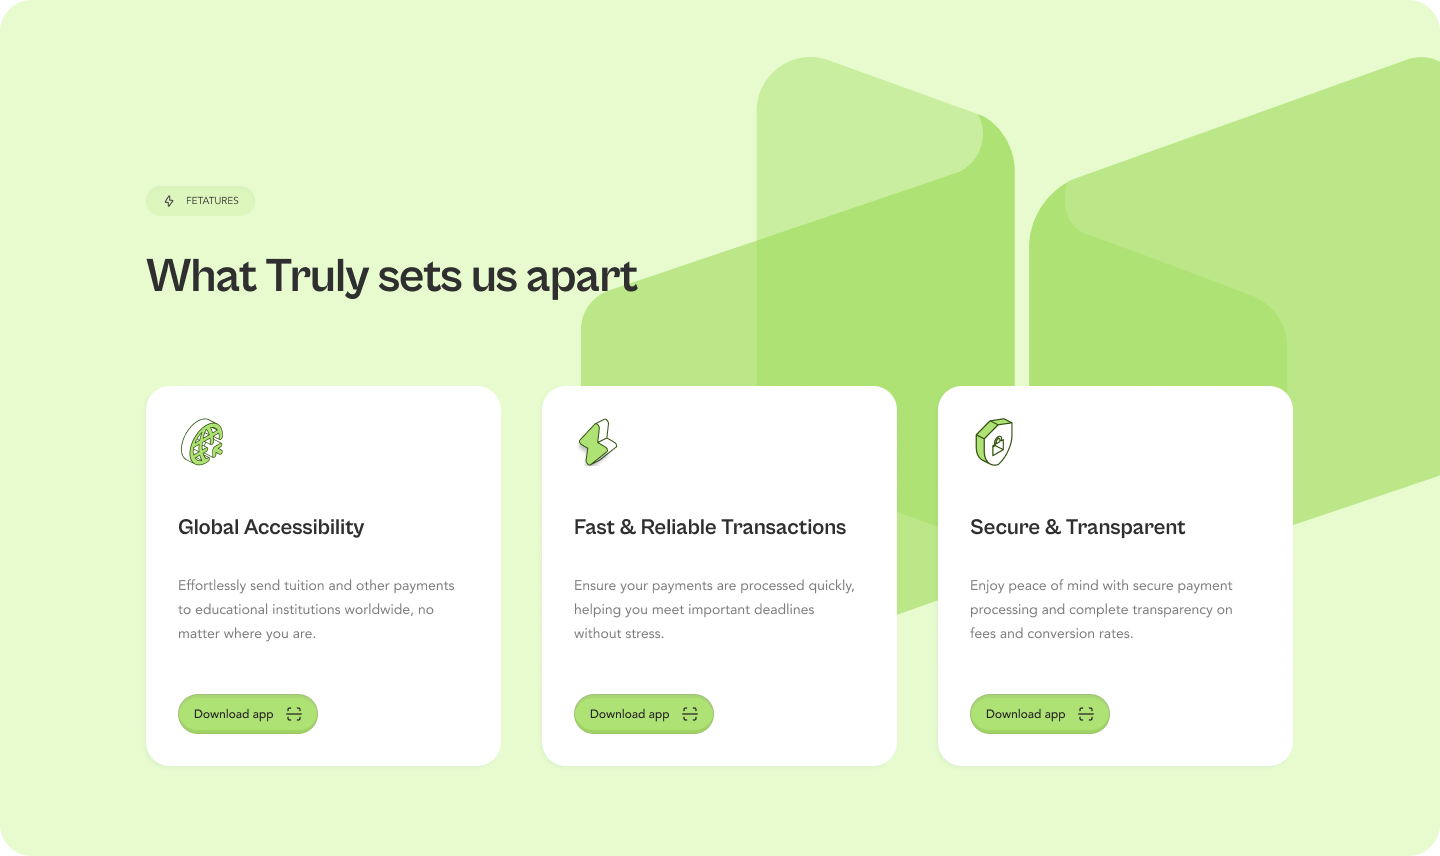 FETATURES
What Truly sets us apart
Global Accessibility
Effortlessly send tuition and other payments
to educational institutions worldwide, no
matter where you are.
Download app
Fast & Reliable Transactions
Ensure your payments are processed quickly,
helping you meet important deadlines
without stress.
Download app
Secure & Transparent
Enjoy peace of mind with secure payment
processing and complete transparency on
fees and conversion rates.
Download app